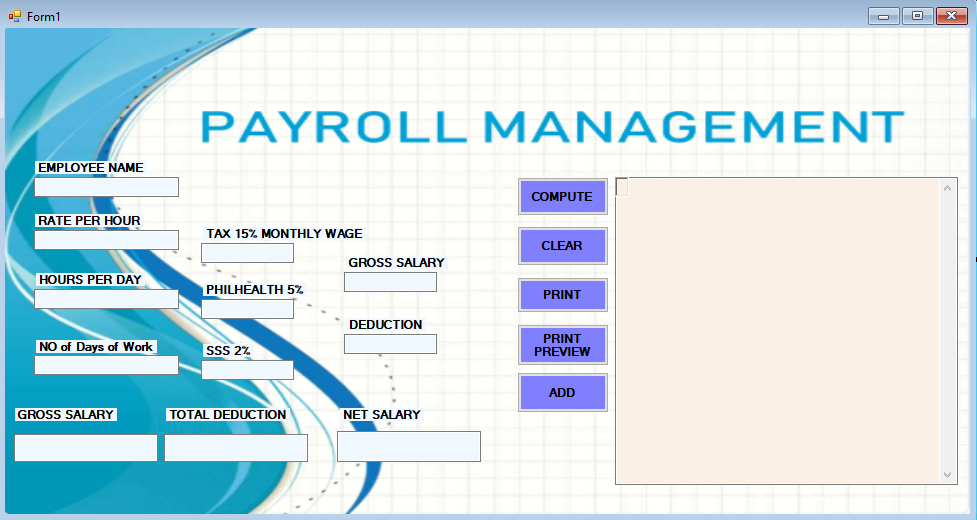 Form1
PAYROLL MANAGEMENT
EMPLOYEE NAME
RATE PER HOUR
HOURS PER DAY
NO of Days of Work
TAX 15% MONTHLY WAGE
PHILHEALTH 5%
SSS 2%
GROSS SALARY
DEDUCTION
GROSS SALARY
TOTAL DEDUCTION
NET SALARY
COMPUTE
CLEAR
PRINT
PRINT
PREVIEW
ADD